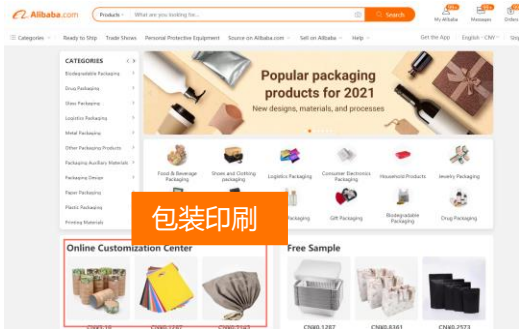 Alibaba.com
Products
What are you looking for...
Search
My Alibaba
Messages
Orders
Categories
Ready to Ship
Trade Shows
Personal Protective Equipment
Source on Alibaba.com
Sell on Alibaba
Help
Get the App
English - CNY
CATEGORIES
Biodegradable Packaging
Drug Packaging
Glass Packaging
Logistics Packaging
Metal Packaging
Other Packaging Products
Packaging Auxiliary Materials
Packaging Design
Paper Packaging
Plastic Packaging
Printing Materials
Popular packaging
products for 2021
New designs, materials, and processes
Food & Beverage
Packaging
Shoes and Clothing
packaging
Logistics Packaging
Consumer Electronics
Packaging
Household Products
Jewelry Packaging
Packaging
Gift Packaging
Biodegradable
Packaging
Drug Packaging
包装印刷
Online Customization Center
Free Sample
CN¥0.1287
CN¥0.8361
CN¥0.2573